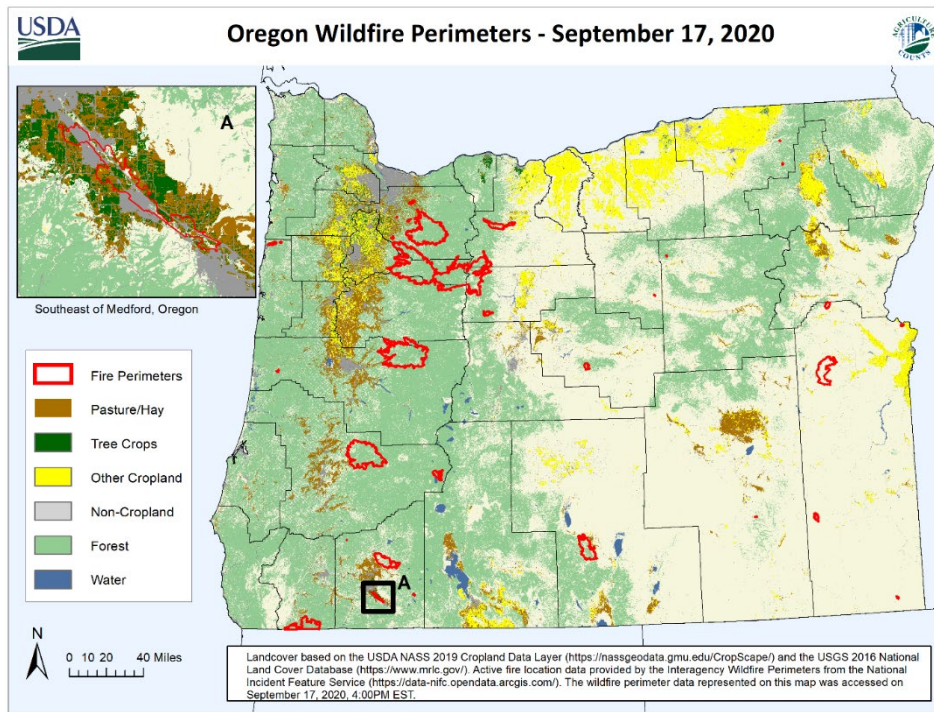 USDA
Oregon Wildfire Perimeters - September 17, 2020
AGRICULTURE
COUNTS
A
Southeast of Medford, Oregon
Fire Perimeters
Pasture/Hay
Tree Crops
Other Cropland
Non-Cropland
Forest
Water
A
N
0 10 20 40 Miles
Landcover based on the USDA NASS 2019 Cropland Data Layer (https://nassgeodata.gmu.edu/CropScape/) and the USGS 2016 National
Land Cover Database (https://www.mrlc.gov/). Active fire location data provided by the Interagency Wildfire Perimeters from the National
Incident Feature Service (https://data-nifc.opendata.arcgis.com/). The wildfire perimeter data represented on this map was accessed on
September 17, 2020, 4:00PM EST.